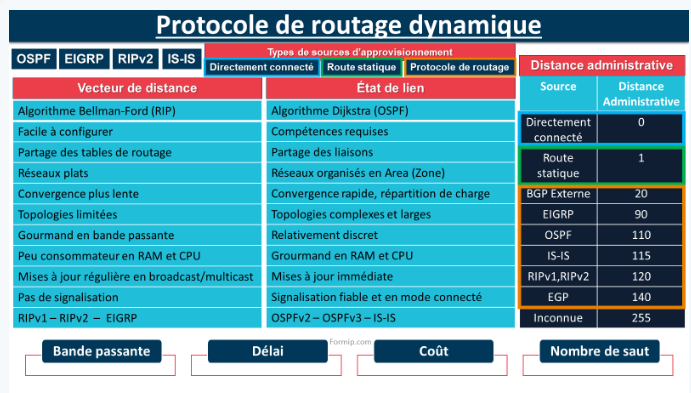 Protocole de routage dynamique
OSPF EIGRP RIPv2 IS-IS
Types de sources d'approvisionnement
Directement connecté Route statique Protocole de routage
Distance administrative
Vecteur de distance État de lien
Source Distance Administrative
Algorithme Bellman-Ford (RIP) Algorithme Dijkstra (OSPF)
Facile à configurer Compétences requises
Partage des tables de routage Partage des liaisons
Réseaux plats Réseaux organisés en Area (Zone)
Convergence plus lente Convergence rapide, répartition de charge
Topologies limitées Topologies complexes et larges
Gourmand en bande passante Relativement discret
Peu consommateur en RAM et CPU Grourmand en RAM et CPU
Mises à jour régulière en broadcast/multicast Mises à jour immédiate
Pas de signalisation Signalisation fiable et en mode connecté
RIPv1 – RIPv2 – EIGRP OSPFv2 – OSPFv3 – IS-IS
Directement connecté 0
Route statique 1
BGP Externe 20
EIGRP 90
OSPF 110
IS-IS 115
RIPv1,RIPv2 120
EGP 140
Inconnue 255
Formip.com
Bande passante Délai Coût Nombre de saut